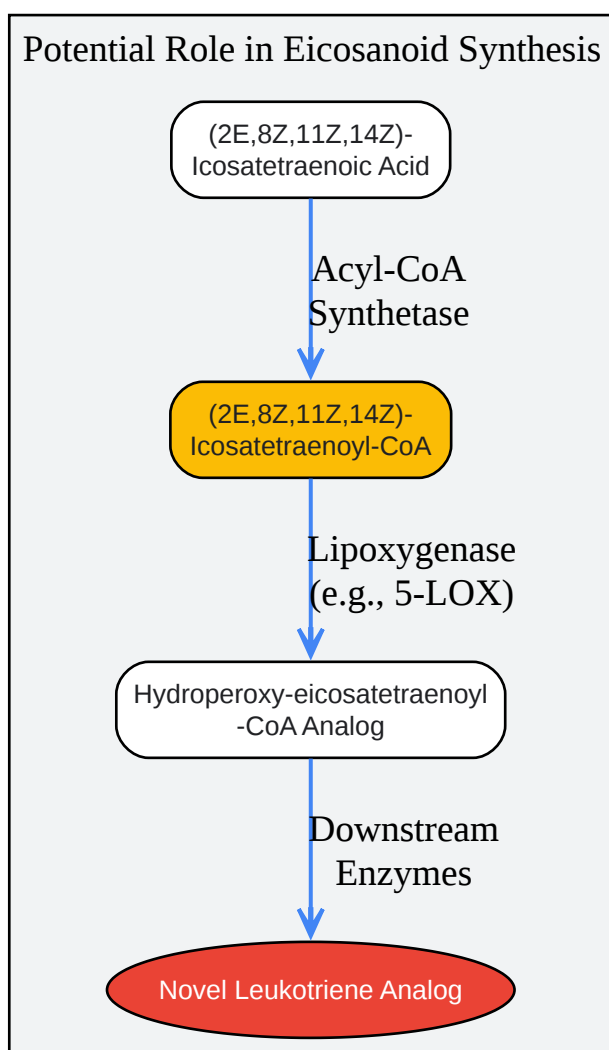 Potential Role in Eicosanoid Synthesis
(2E,8Z,11Z,14Z)-
Icosatetraenoic Acid
Acyl-CoA
Synthetase
(2E,8Z,11Z,14Z)-
Icosatetraenoyl-CoA
Lipoxygenase
(e.g., 5-LOX)
Hydroperoxy-eicosatetraenoyl
-CoA Analog
Downstream
Enzymes
Novel Leukotriene Analog